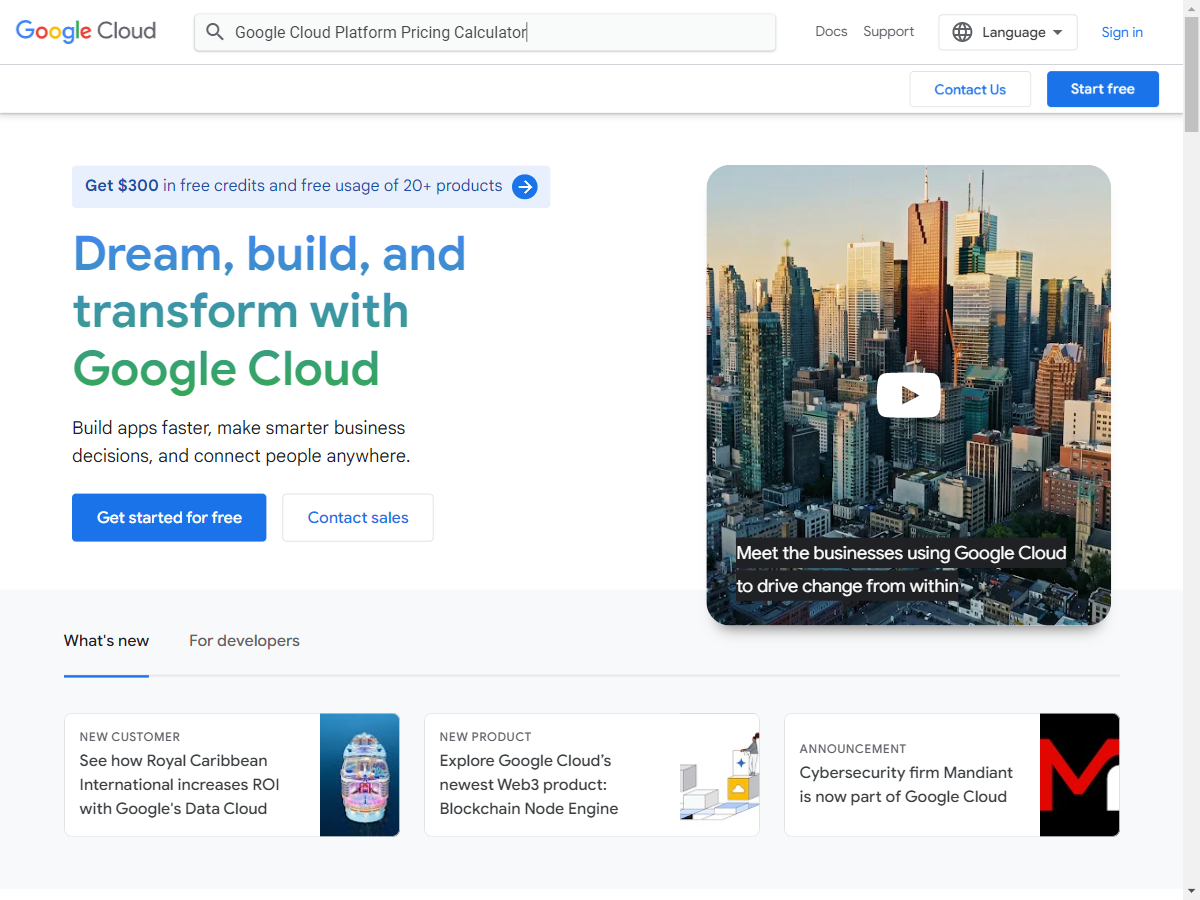 Google Cloud
Google Cloud Platform Pricing Calculator
Docs
Support
Language
Sign in
Contact Us
Start free
Get $300 in free credits and free usage of 20+ products
Dream, build, and
transform with
Google Cloud
Build apps faster, make smarter business
decisions, and connect people anywhere.
Get started for free
Contact sales
Meet the businesses using Google Cloud
to drive change from within
What's new
For developers
NEW CUSTOMER
See how Royal Caribbean
International increases ROI
with Google's Data Cloud
NEW PRODUCT
Explore Google Cloud's
newest Web3 product:
Blockchain Node Engine
ANNOUNCEMENT
Cybersecurity firm Mandiant
is now part of Google Cloud